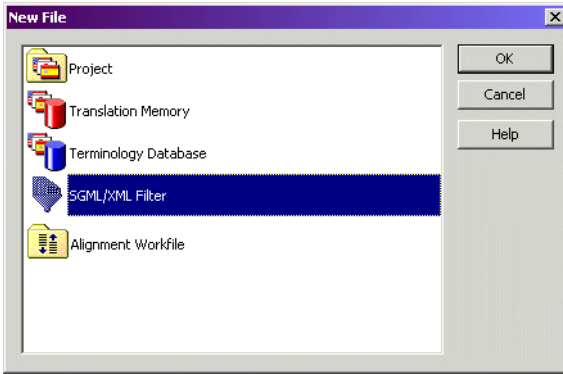 New File
Project
Translation Memory
Terminology Database
SGML/XML Filter
Alignment Workfile
OK
Cancel
Help